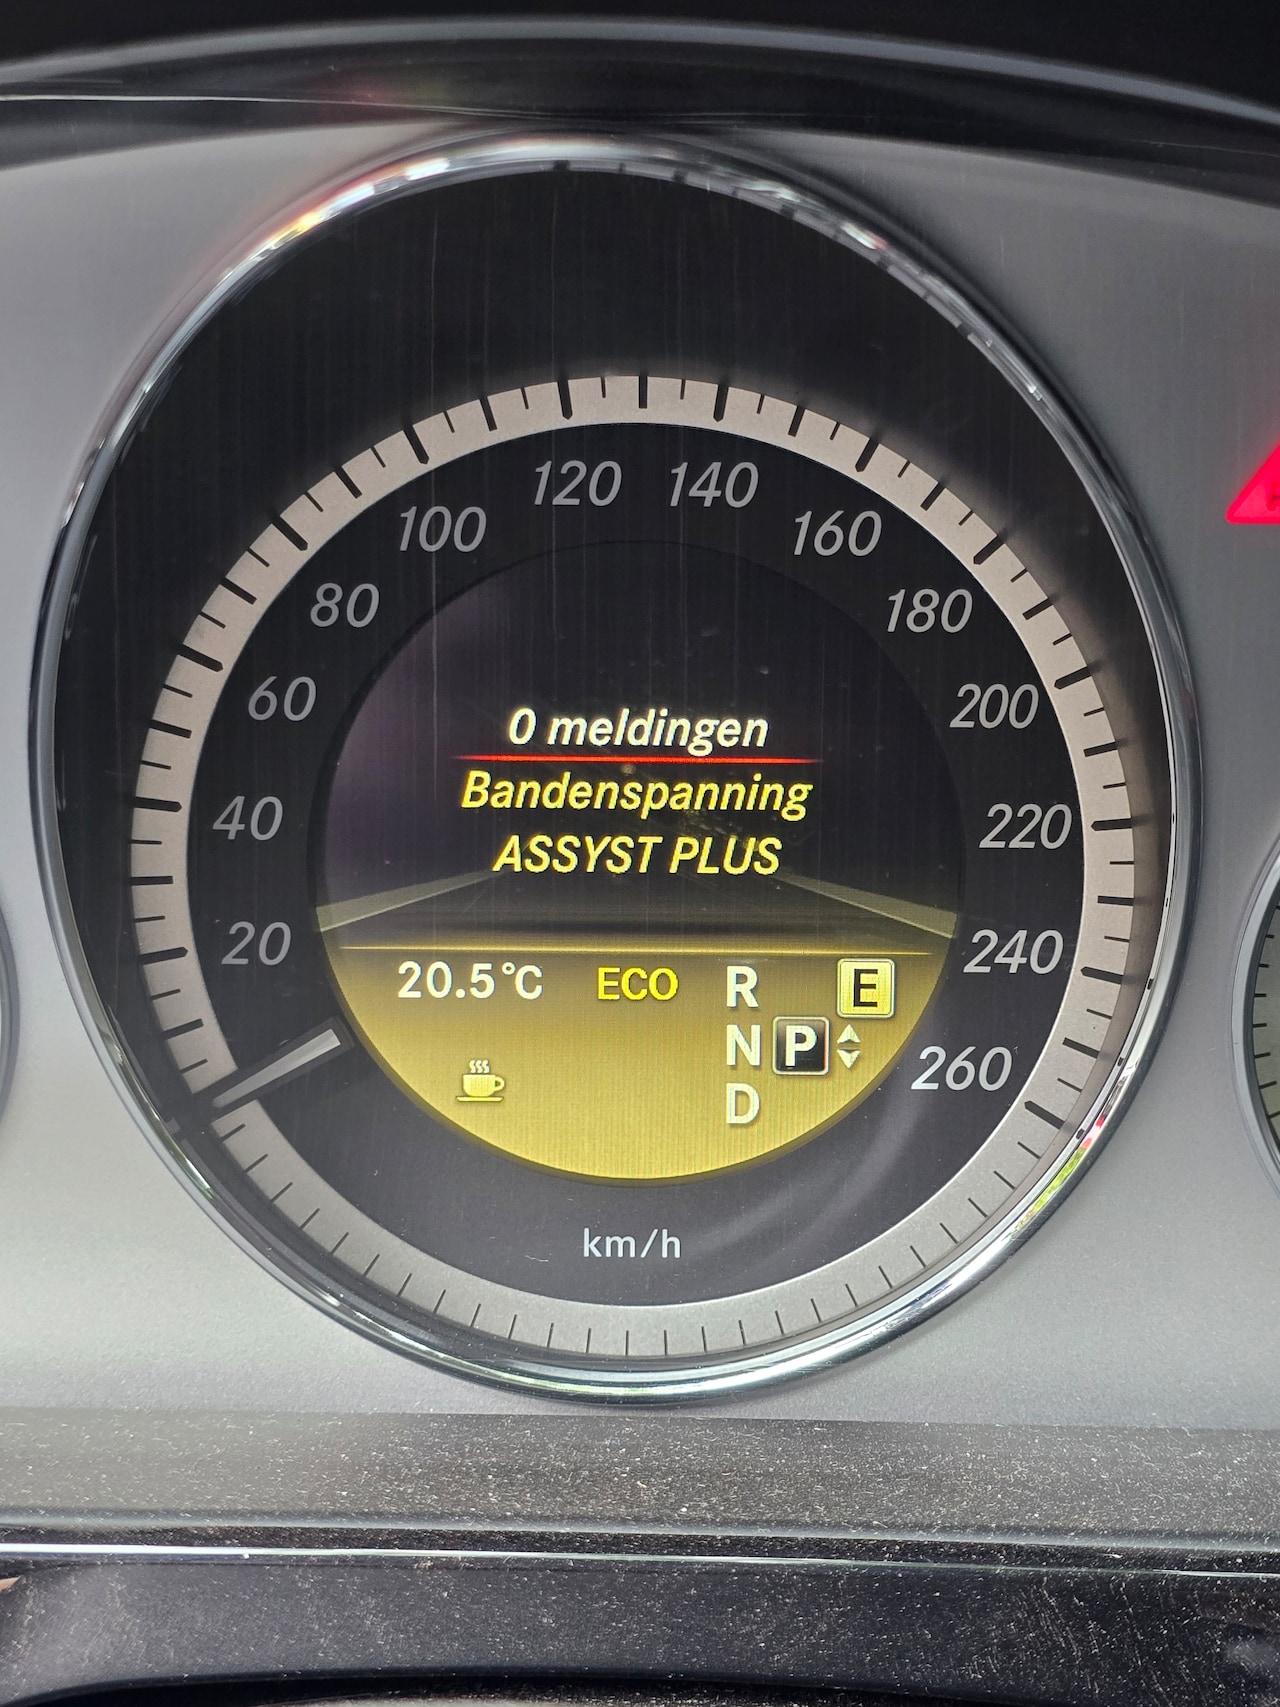 120 140
100 160
80 180
60 200
0 meldingen
Bandenspanning
40 220
ASSYST PLUS
20 240
20.5°C ECO R E
N P
260
D
km/h